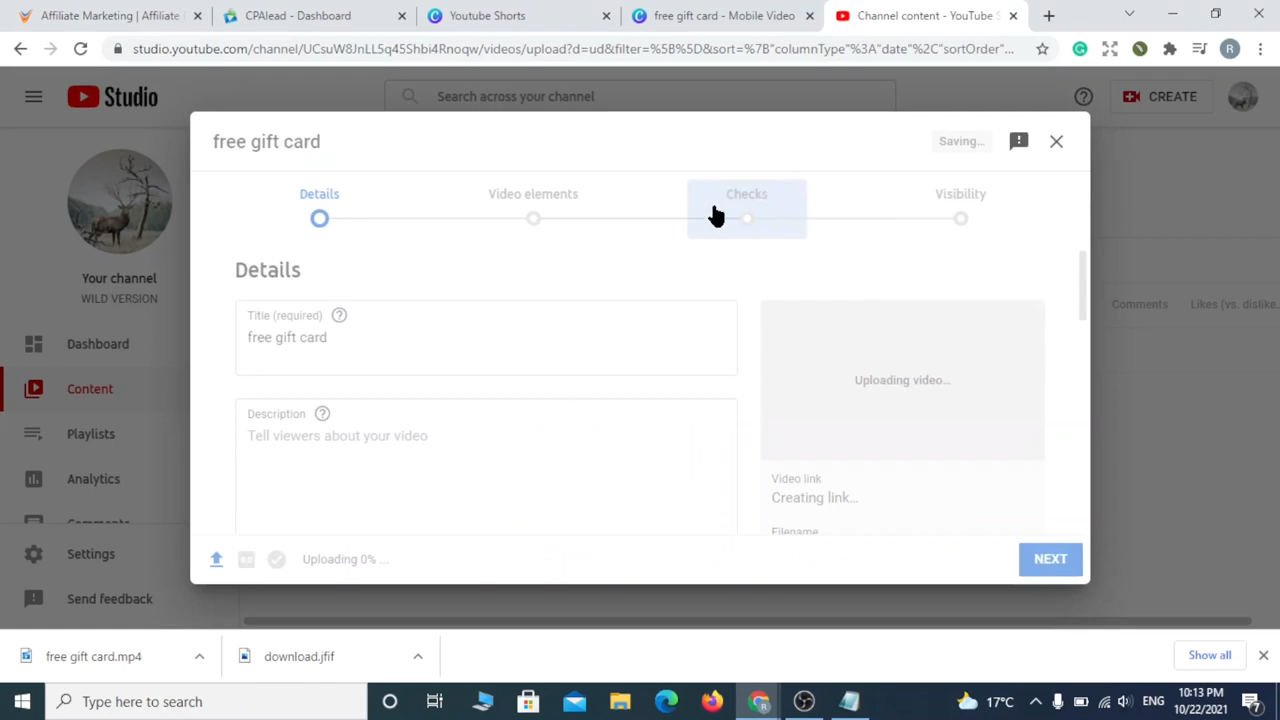 Affiliate Marketing | Affiliate
CPAlead - Dashboard
Youtube Shorts
free gift card - Mobile Video
Channel content - YouTube S
studio.youtube.com/channel/UCsuW8JnLL5q45Shbi4Rnoqw/videos/upload?d=ud&filter=%5B%5D&sort=%7B"columnType"%3A"date"%2C"sortOrder"...
R
Studio
Search across your channel
CREATE
free gift card
Saving...
Details
Video elements
Checks
Visibility
Your channel
WILD VERSION
Dashboard
Content
Playlists
Analytics
Comments
Settings
Send feedback
Details
Title (required)
free gift card
Description
Tell viewers about your video
Uploading video...
Video link
Creating link...
Filename
Comments
Likes (vs. dislike
Uploading 0% ...
NEXT
free gift card.mp4
download.jfif
Show all
Type here to search
17°C
ENG
10:13 PM
10/22/2021
7